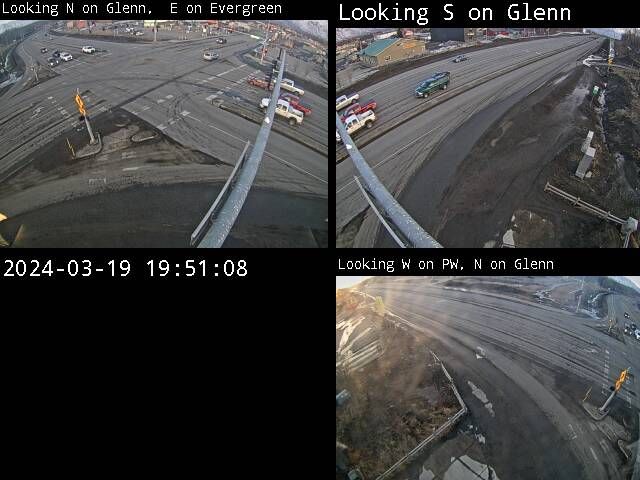 Looking N on Glenn, E on Evergreen
Looking S on Glenn
2024-03-19 19:51:08
Looking W on PW, N on Glenn